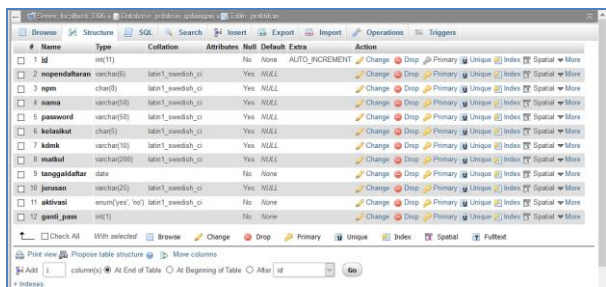 Server: localhost:3306 » Database: » Table: praktikan
Browse Structure SQL Search Insert Export Import Operations Triggers
# Name Type Collation Attributes Null Default Extra Action
1 id int(11) No None AUTO_INCREMENT Change Drop Primary Unique Index Spatial More
2 nopendaftaran varchar(6) latin1_swedish_ci Yes NULL Change Drop Primary Unique Index Spatial More
3 npm char(8) latin1_swedish_ci Yes NULL Change Drop Primary Unique Index Spatial More
4 nama varchar(50) latin1_swedish_ci Yes NULL Change Drop Primary Unique Index Spatial More
5 password varchar(50) latin1_swedish_ci Yes NULL Change Drop Primary Unique Index Spatial More
6 kelasikut char(5) latin1_swedish_ci Yes NULL Change Drop Primary Unique Index Spatial More
7 kdmk varchar(10) latin1_swedish_ci Yes NULL Change Drop Primary Unique Index Spatial More
8 matkul varchar(200) latin1_swedish_ci Yes NULL Change Drop Primary Unique Index Spatial More
9 tanggaldaftar date No None Change Drop Primary Unique Index Spatial More
10 jurusan varchar(25) latin1_swedish_ci Yes NULL Change Drop Primary Unique Index Spatial More
11 aktivasi enum('yes', 'no') latin1_swedish_ci No None Change Drop Primary Unique Index Spatial More
12 ganti_pass int(1) No None Change Drop Primary Unique Index Spatial More
Check All With selected: Browse Change Drop Primary Unique Index Spatial Fulltext
Print view Propose table structure Move columns
Add 1 column(s) At End of Table At Beginning of Table After id Go
+ Indexes